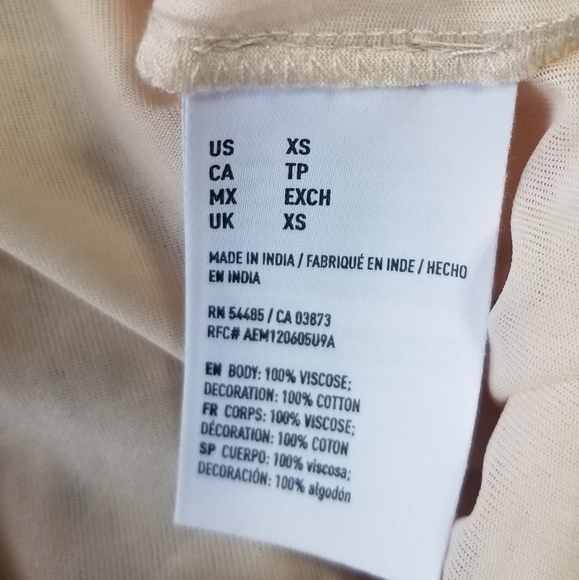 US XS
CA TP
MX EXCH
UK XS
MADE IN INDIA / FABRIQUÉ EN INDE / HECHO
EN INDIA
RN 54485 / CA 03873
RFC# AEM120605U9A
EN BODY: 100% VISCOSE;
DECORATION: 100% COTTON
FR CORPS: 100% VISCOSE;
DÉCORATION: 100% COTON
SP CUERPO: 100% viscosa;
DECORACIÓN: 100% algodón